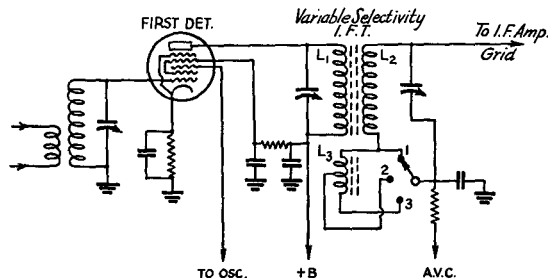 FIRST DET.
Variable Selectivity
I.F.T.
To I.F. Amp.
Grid
L1
L2
L3
1
2
3
TO OSC.
+B
A.V.C.